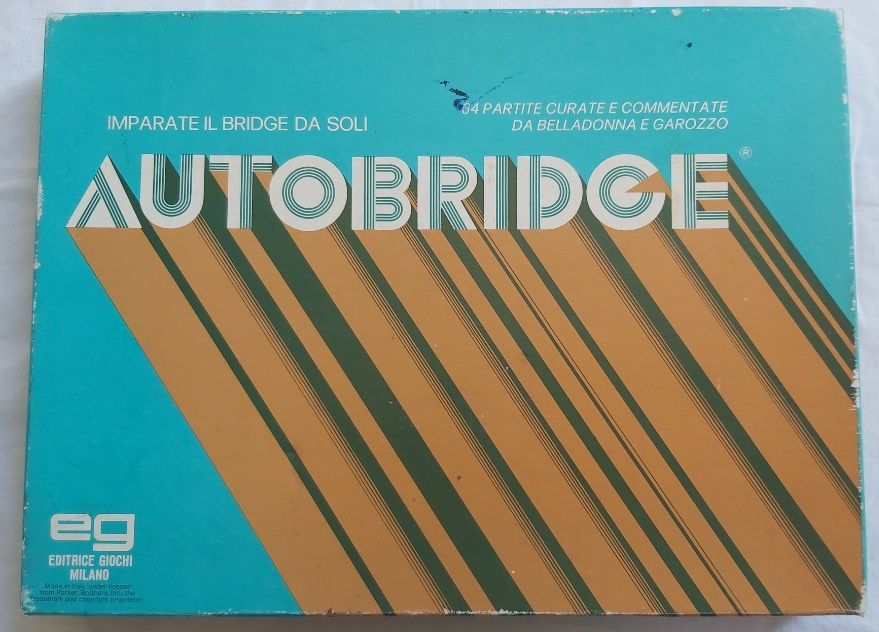 IMPARATE IL BRIDGE DA SOLI
64 PARTITE CURATE E COMMENTATE
DA BELLADONNA E GAROZZO
AUTOBRIDGE®
eg
EDITRICE GIOCHI
MILANO
Made in Italy, under license
from Parker, Brothers, Inc., the
trademark and copyright proprietor.